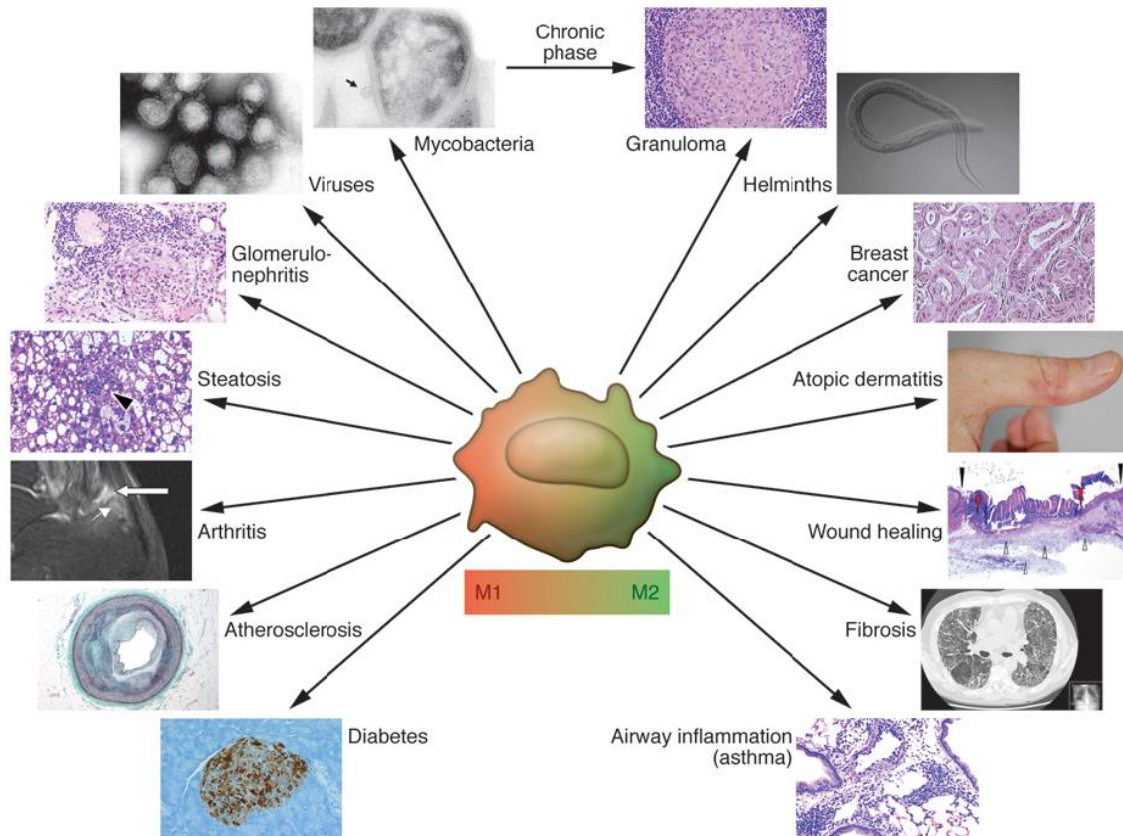 Chronic
phase
Mycobacteria
Granuloma
Viruses
Helminths
Glomerulo-
nephritis
Breast
cancer
Steatosis
Atopic dermatitis
Arthritis
Wound healing
M1
M2
Atherosclerosis
Fibrosis
Diabetes
Airway inflammation
(asthma)